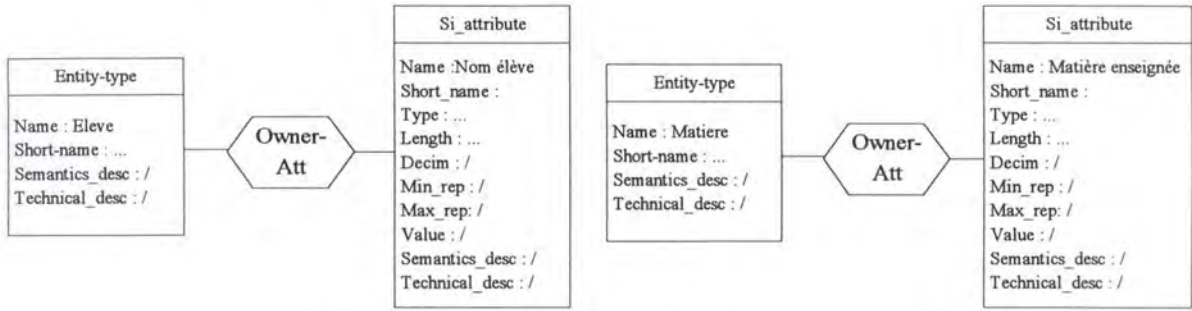 Entity-type
Name : Eleve
Short-name : ...
Semantics_desc : /
Technical_desc : /
Owner-
Att
Si_attribute
Name :Nom élève
Short_name :
Type : ...
Length : ...
Decim : /
Min_rep : /
Max_rep: /
Value : /
Semantics_desc : /
Technical_desc : /
Entity-type
Name : Matiere
Short-name : ...
Semantics_desc : /
Technical_desc : /
Owner-
Att
Si_attribute
Name : Matière enseignée
Short_name :
Type : ...
Length : ...
Decim : /
Min_rep : /
Max_rep: /
Value : /
Semantics_desc : /
Technical_desc : /